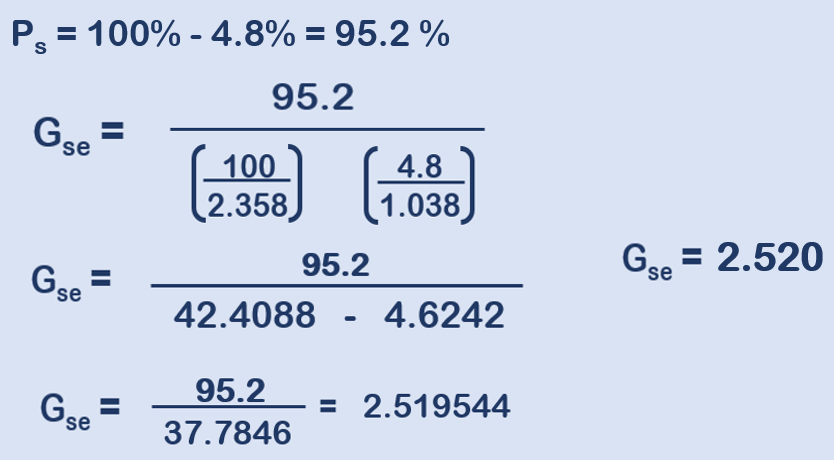 Ps = 100% - 4.8% = 95.2 %
95.2
Gse =
(100/2.358) (4.8/1.038)
95.2
Gse =
42.4088 - 4.6242
Gse = 2.520
95.2
Gse = = 2.519544
37.7846